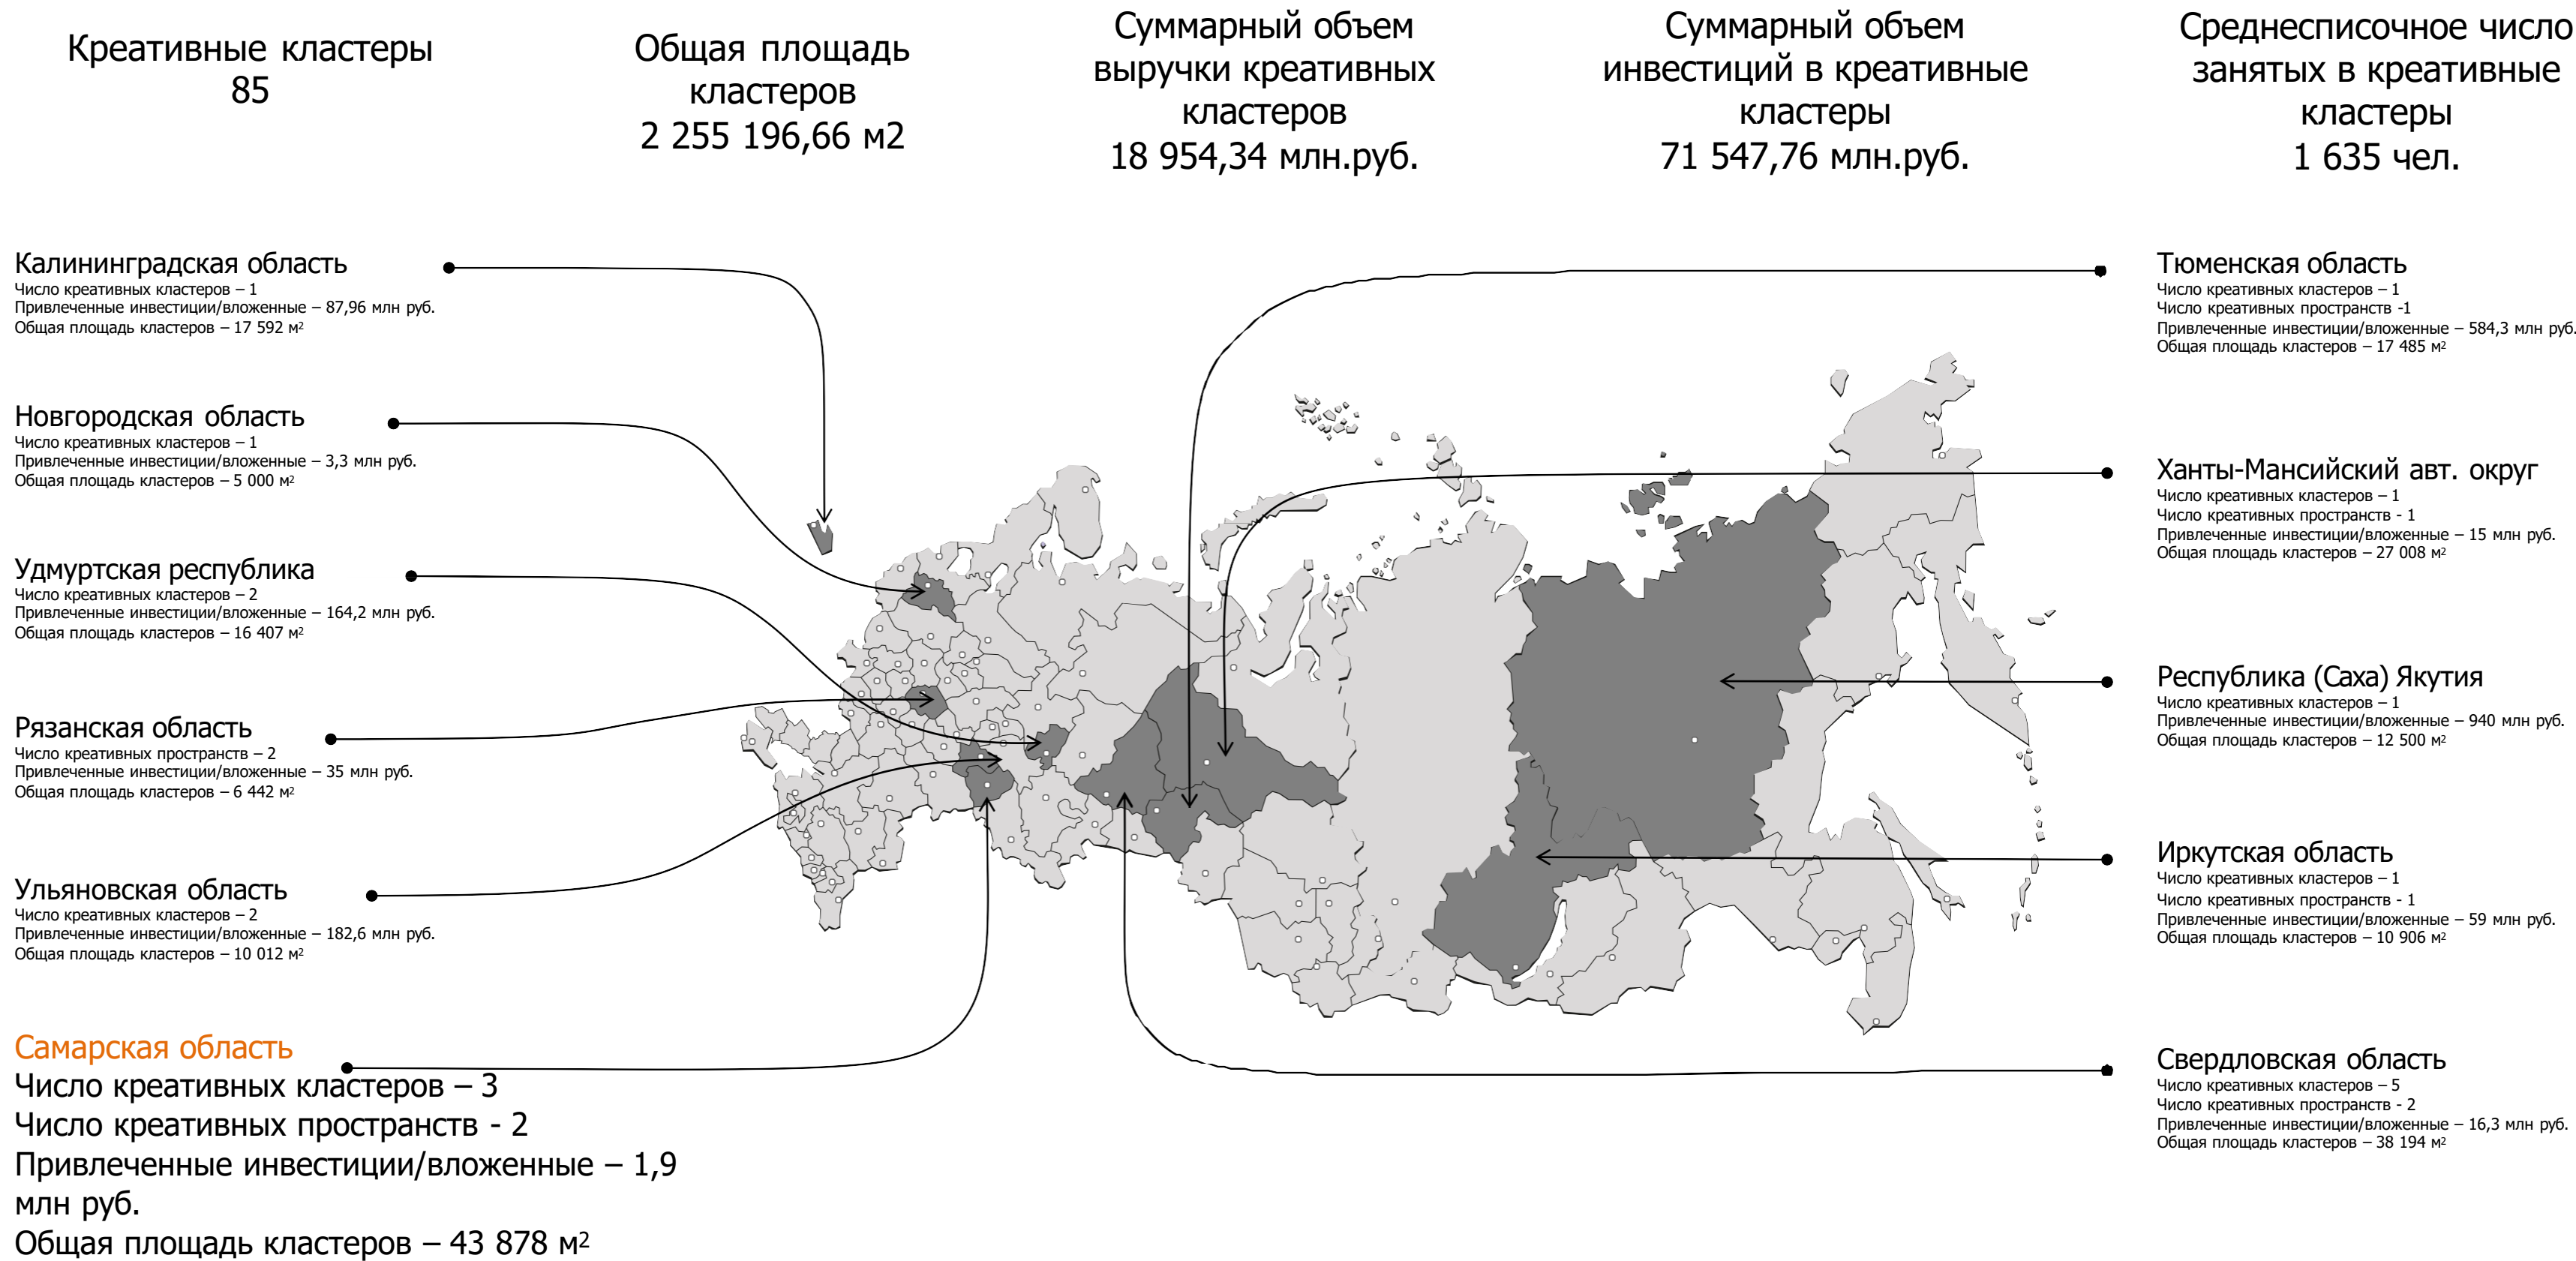 Креативные кластеры
85
Общая площадь
кластеров
2 255 196,66 м2
Суммарный объем
выручки креативных
кластеров
18 954,34 млн.руб.
Суммарный объем
инвестиций в креативные
кластеры
71 547,76 млн.руб.
Среднесписочное число
занятых в креативные
кластеры
1 635 чел.
Калининградская область
Число креативных кластеров – 1
Привлеченные инвестиции/вложенные – 87,96 млн руб.
Общая площадь кластеров – 17 592 м2
Новгородская область
Число креативных кластеров – 1
Привлеченные инвестиции/вложенные – 3,3 млн руб.
Общая площадь кластеров – 5 000 м2
Удмуртская республика
Число креативных кластеров – 2
Привлеченные инвестиции/вложенные – 164,2 млн руб.
Общая площадь кластеров – 16 407 м2
Рязанская область
Число креативных пространств – 2
Привлеченные инвестиции/вложенные – 35 млн руб.
Общая площадь кластеров – 6 442 м2
Ульяновская область
Число креативных кластеров – 2
Привлеченные инвестиции/вложенные – 182,6 млн руб.
Общая площадь кластеров – 10 012 м2
Самарская область
Число креативных кластеров – 3
Число креативных пространств - 2
Привлеченные инвестиции/вложенные – 1,9
млн руб.
Общая площадь кластеров – 43 878 м2
Тюменская область
Число креативных кластеров – 1
Число креативных пространств -1
Привлеченные инвестиции/вложенные – 584,3 млн руб.
Общая площадь кластеров – 17 485 м2
Ханты-Мансийский авт. округ
Число креативных кластеров – 1
Число креативных пространств - 1
Привлеченные инвестиции/вложенные – 15 млн руб.
Общая площадь кластеров – 27 008 м2
Республика (Саха) Якутия
Число креативных кластеров – 1
Привлеченные инвестиции/вложенные – 940 млн руб.
Общая площадь кластеров – 12 500 м2
Иркутская область
Число креативных кластеров – 1
Число креативных пространств - 1
Привлеченные инвестиции/вложенные – 59 млн руб.
Общая площадь кластеров – 10 906 м2
Свердловская область
Число креативных кластеров – 5
Число креативных пространств - 2
Привлеченные инвестиции/вложенные – 16,3 млн руб.
Общая площадь кластеров – 38 194 м2